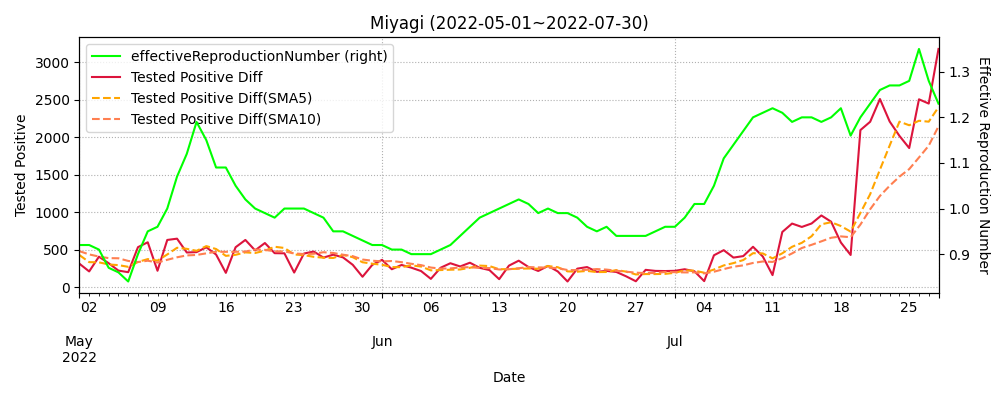 Miyagi (2022-05-01~2022-07-30)
effectiveReproductionNumber (right)
Tested Positive Diff
Tested Positive Diff(SMA5)
Tested Positive Diff(SMA10)
Tested Positive
3000
2500
2000
1500
1000
500
0
Effective Reproduction Number
1.3
1.2
1.1
1.0
0.9
02 09 16 23 30 06 13 20 27 04 11 18 25
May Jun Jul
2022
Date